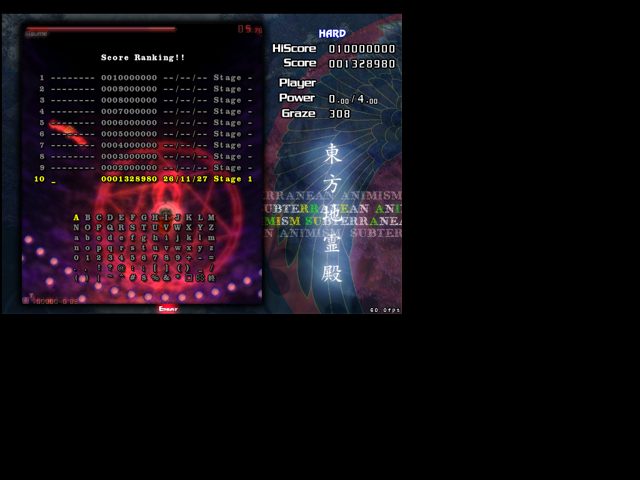 HARD
HiScore 010000000
Score 001328980
Player
Power 0.00/4.00
Graze 308
Score Ranking!!
1 -------- 0010000000 --/--/-- Stage -
2 -------- 0009000000 --/--/-- Stage -
3 -------- 0008000000 --/--/-- Stage -
4 -------- 0007000000 --/--/-- Stage -
5 -------- 0006000000 --/--/-- Stage -
6 -------- 0005000000 --/--/-- Stage -
7 -------- 0004000000 --/--/-- Stage -
8 -------- 0003000000 --/--/-- Stage -
9 -------- 0002000000 --/--/-- Stage -
10 _ 0001328980 26/11/27 Stage 1
A B C D E F G H I J K L M
N O P Q R S T U V W X Y Z
a b c d e f g h i j k l m
n o p q r s t u v w x y z
0 1 2 3 4 5 6 7 8 9 + - =
. , ! ? @ : ; [ ] ( ) _ /
東方地霊殿
SUBTERRANEAN ANIMISM
Enemy
60.0fps